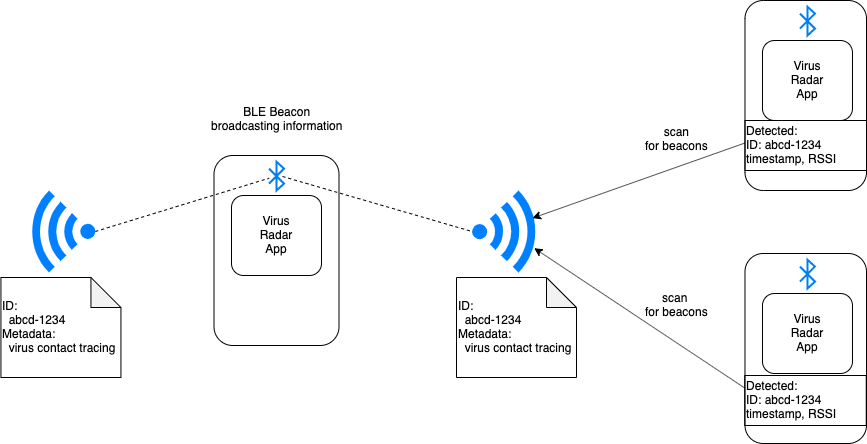 BLE Beacon
broadcasting information
Virus
Radar
App
ID:
abcd-1234
Metadata:
virus contact tracing
ID:
abcd-1234
Metadata:
virus contact tracing
scan
for beacons
scan
for beacons
Virus
Radar
App
Detected:
ID: abcd-1234
timestamp, RSSI
Virus
Radar
App
Detected:
ID: abcd-1234
timestamp, RSSI